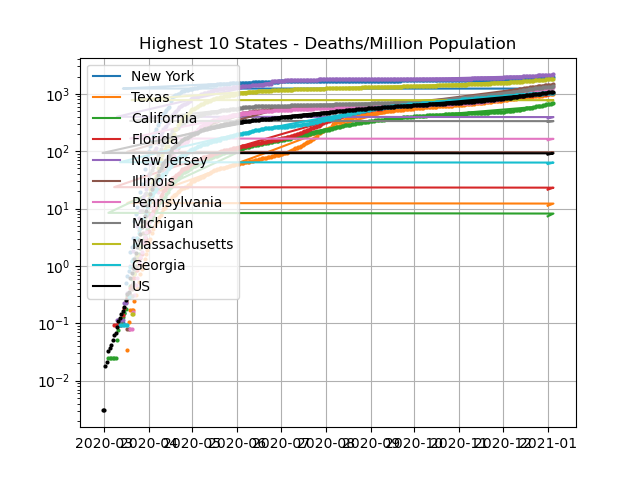 Highest 10 States - Deaths/Million Population
10³
10²
10¹
10⁰
10⁻¹
10⁻²
New York
Texas
California
Florida
New Jersey
Illinois
Pennsylvania
Michigan
Massachusetts
Georgia
US
2020-03 2020-04 2020-05 2020-06 2020-07 2020-08 2020-09 2020-10 2020-11 2020-12 2021-01